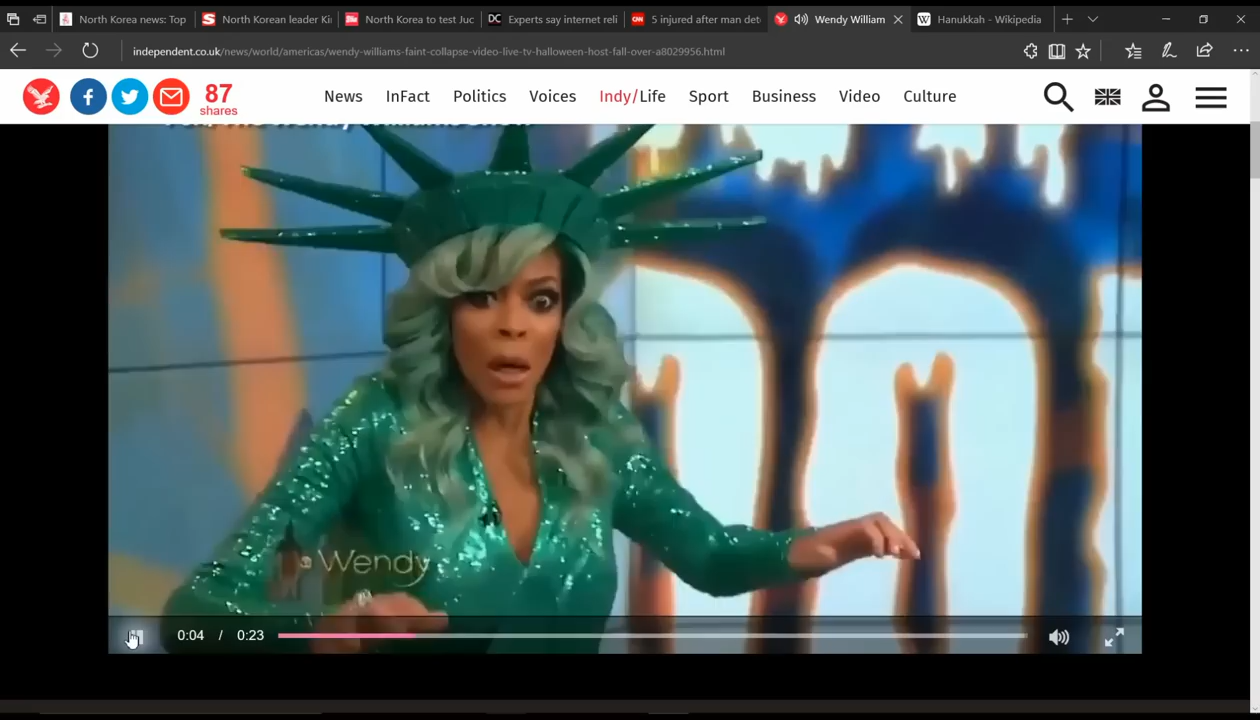 North Korea news: Top
North Korean leader Ki
North Korea to test Juc
Experts say internet reli
5 injured after man det
Wendy William
Hanukkah - Wikipedia
independent.co.uk/news/world/americas/wendy-williams-faint-collapse-video-live-tv-halloween-host-fall-over-a8029956.html
87
shares
News
InFact
Politics
Voices
Indy/Life
Sport
Business
Video
Culture
Wendy
0:04 / 0:23